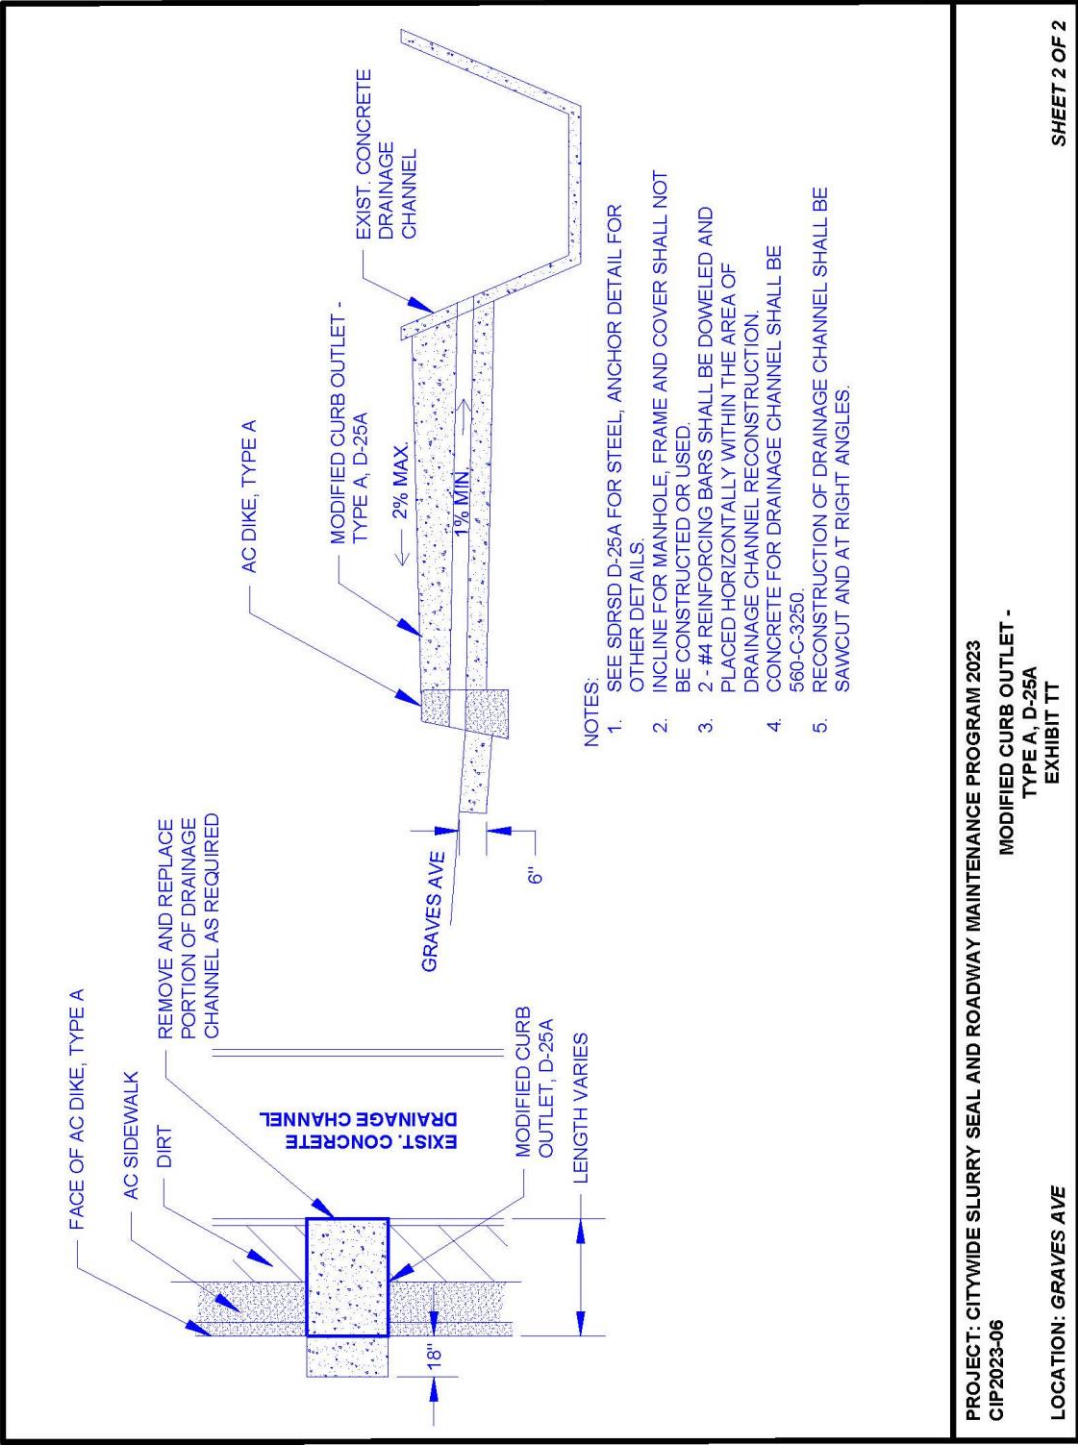 FACE OF AC DIKE, TYPE A
AC SIDEWALK
DIRT
REMOVE AND REPLACE
PORTION OF DRAINAGE
CHANNEL AS REQUIRED
EXIST. CONCRETE
DRAINAGE CHANNEL
MODIFIED CURB
OUTLET, D-25A
LENGTH VARIES
18"
AC DIKE, TYPE A
MODIFIED CURB OUTLET -
TYPE A, D-25A
EXIST. CONCRETE
DRAINAGE
CHANNEL
2% MAX.
1% MIN.
GRAVES AVE
6"
NOTES:
1. SEE SDRSD D-25A FOR STEEL, ANCHOR DETAIL FOR
OTHER DETAILS.
2. INCLINE FOR MANHOLE, FRAME AND COVER SHALL NOT
BE CONSTRUCTED OR USED.
3. 2 - #4 REINFORCING BARS SHALL BE DOWELED AND
PLACED HORIZONTALLY WITHIN THE AREA OF
DRAINAGE CHANNEL RECONSTRUCTION.
4. CONCRETE FOR DRAINAGE CHANNEL SHALL BE
560-C-3250.
5. RECONSTRUCTION OF DRAINAGE CHANNEL SHALL BE
SAWCUT AND AT RIGHT ANGLES.
PROJECT: CITYWIDE SLURRY SEAL AND ROADWAY MAINTENANCE PROGRAM 2023
CIP2023-06
MODIFIED CURB OUTLET -
TYPE A, D-25A
EXHIBIT TT
LOCATION: GRAVES AVE
SHEET 2 OF 2